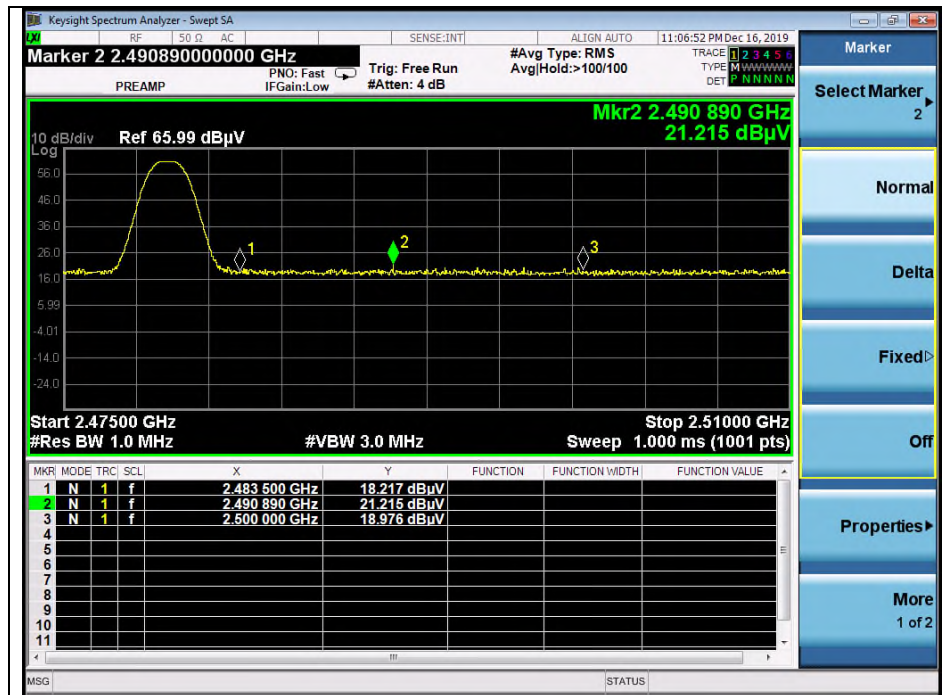 Keysight Spectrum Analyzer - Swept SA
LXI RF 50 Ω AC SENSE:INT ALIGN AUTO 11:06:52 PM Dec 16, 2019
Marker 2 2.490890000000 GHz
PREAMP
PNO: Fast
IFGain:Low
Trig: Free Run
#Atten: 4 dB
#Avg Type: RMS
Avg|Hold:>100/100
TRACE 1 2 3 4 5 6
TYPE M W W W W W
DET P N N N N N
Mkr2 2.490 890 GHz
21.215 dBµV
10 dB/div Ref 65.99 dBµV
Log
56.0
46.0
36.0
26.0
16.0
5.99
-4.01
-14.0
-24.0
1
2
3
Start 2.47500 GHz Stop 2.51000 GHz
#Res BW 1.0 MHz #VBW 3.0 MHz Sweep 1.000 ms (1001 pts)
MKR MODE TRC SCL X Y FUNCTION FUNCTION WIDTH FUNCTION VALUE
1 N 1 f 2.483 500 GHz 18.217 dBµV
2 N 1 f 2.490 890 GHz 21.215 dBµV
3 N 1 f 2.500 000 GHz 18.976 dBµV
4
5
6
7
8
9
10
11
MSG STATUS
Marker
Select Marker
2
Normal
Delta
Fixed
Off
Properties
More
1 of 2